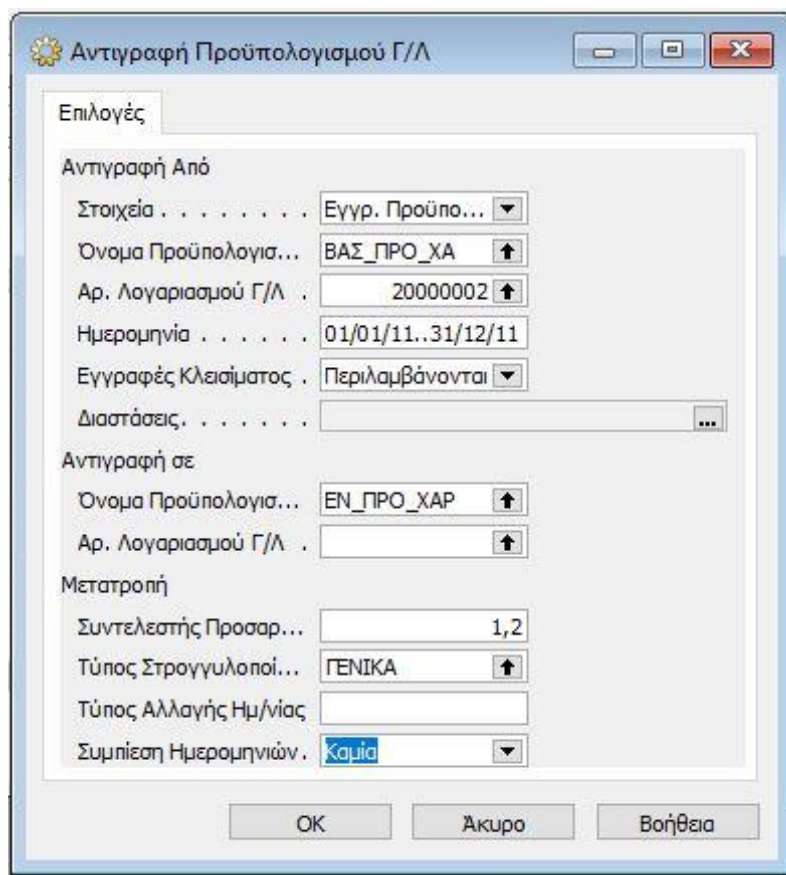 Αντιγραφή Προϋπολογισμού Γ/Λ
Επιλογές
Αντιγραφή Από
Στοιχεία . . . . . . . . Εγγρ. Προϋπο...
Όνομα Προϋπολογισ... ΒΑΣ_ΠΡΟ_ΧΑ
Αρ. Λογαριασμού Γ/Λ . 20000002
Ημερομηνία . . . . . . 01/01/11..31/12/11
Εγγραφές Κλεισίματος . Περιλαμβάνονται
Διαστάσεις. . . . . . . ...
Αντιγραφή σε
Όνομα Προϋπολογισ... ΕΝ_ΠΡΟ_ΧΑΡ
Αρ. Λογαριασμού Γ/Λ .
Μετατροπή
Συντελεστής Προσαρ... 1,2
Τύπος Στρογγυλοποί... ΓΕΝΙΚΑ
Τύπος Αλλαγής Ημ/νίας
Συμπίεση Ημερομηνιών. Καμία
OK Άκυρο Βοήθεια